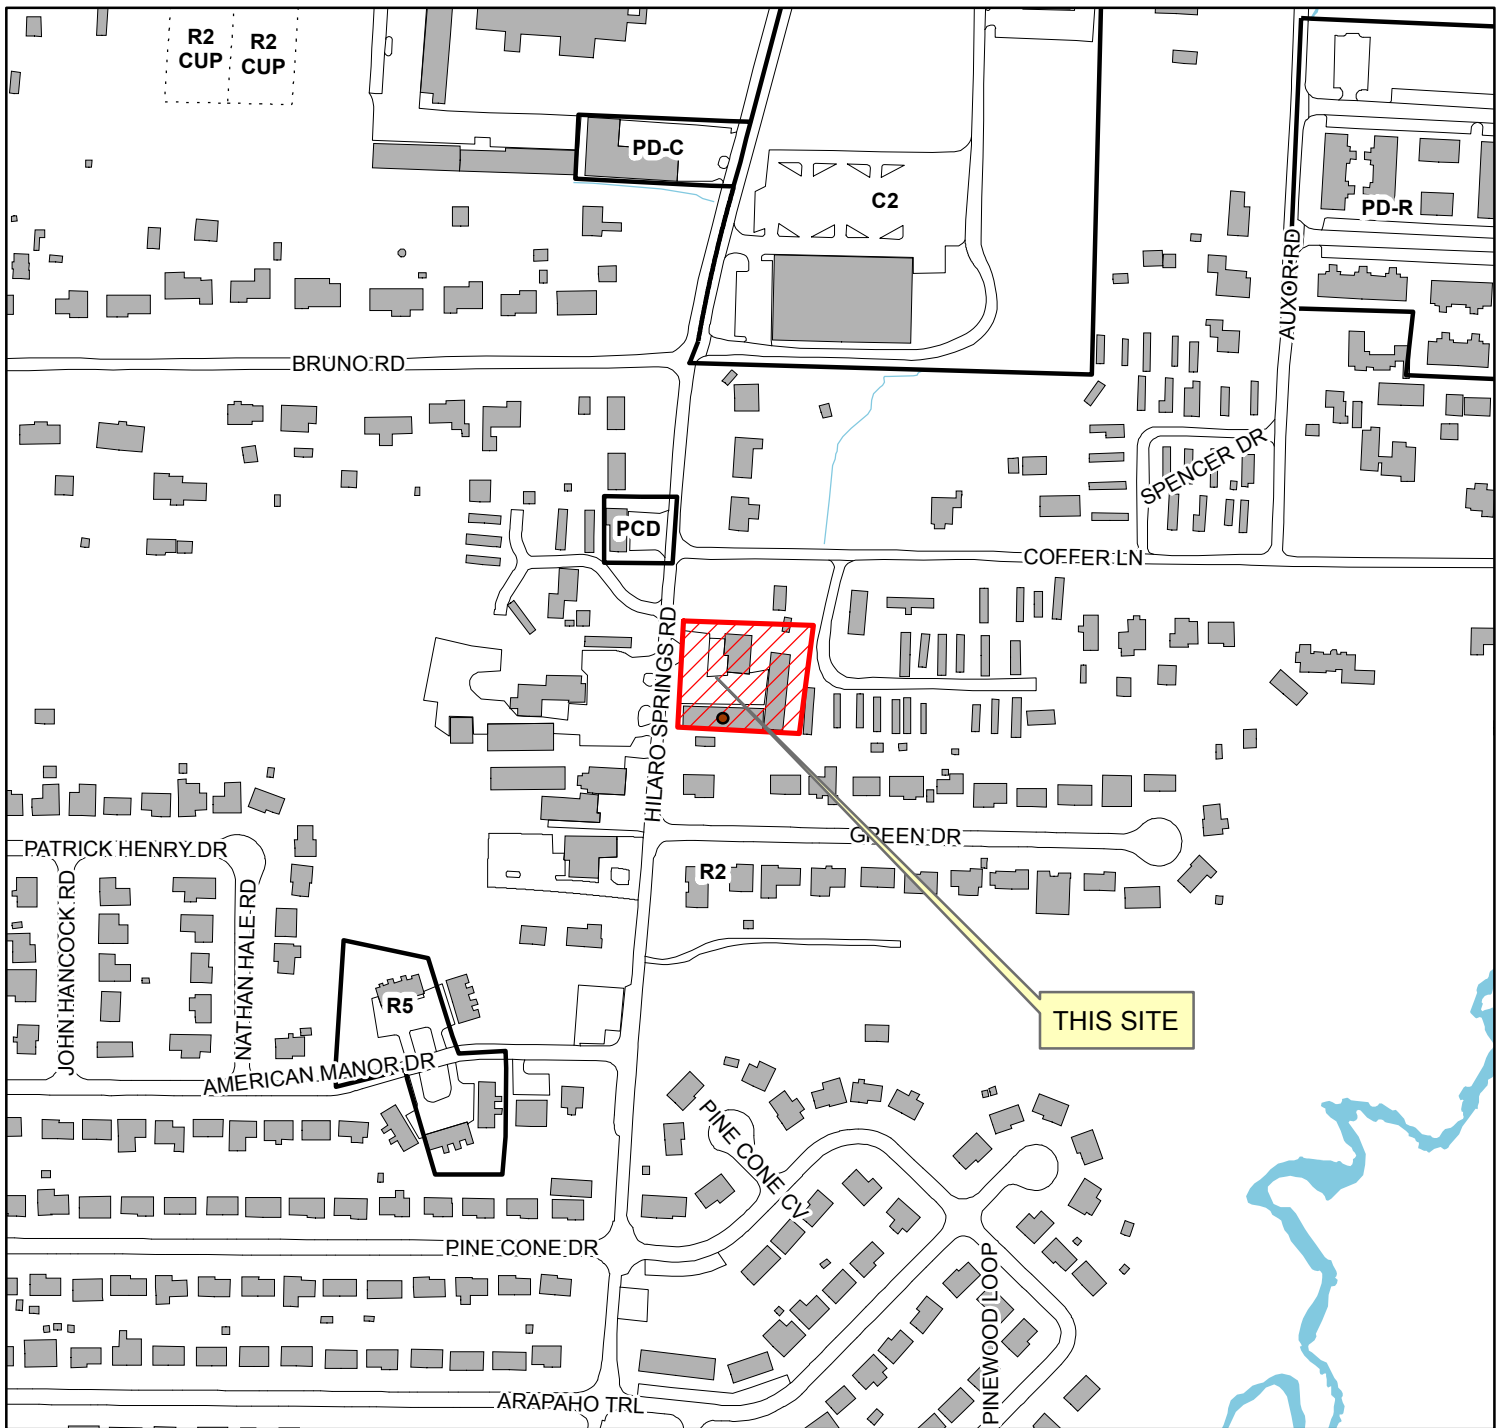 R2
CUP
R2
CUP
PD-C
C2
PD-R
AUXOR RD
BRUNO RD
SPENCER DR
PCD
COFFER LN
HILARO SPRINGS RD
GREEN DR
PATRICK HENRY DR
R2
JOHN HANCOCK RD
NATHAN HALE RD
R5
THIS SITE
AMERICAN MANOR DR
PINE CONE CV
PINE CONE DR
PINEWOOD LOOP
ARAPAHO TRL